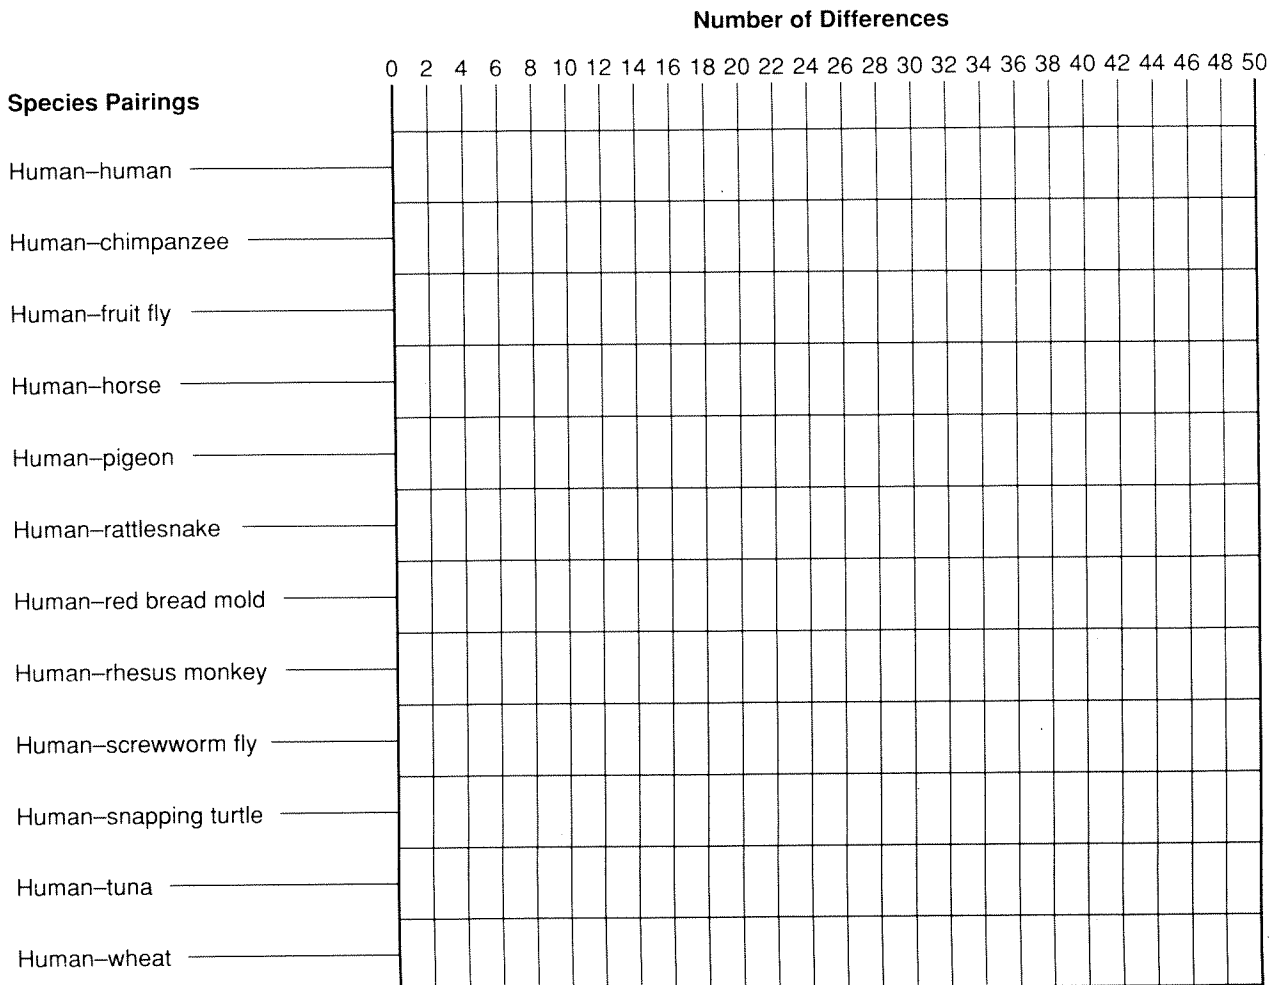 Number of Differences
0 2 4 6 8 10 12 14 16 18 20 22 24 26 28 30 32 34 36 38 40 42 44 46 48 50
Species Pairings
Human–human
Human–chimpanzee
Human–fruit fly
Human–horse
Human–pigeon
Human–rattlesnake
Human–red bread mold
Human–rhesus monkey
Human–screwworm fly
Human–snapping turtle
Human–tuna
Human–wheat